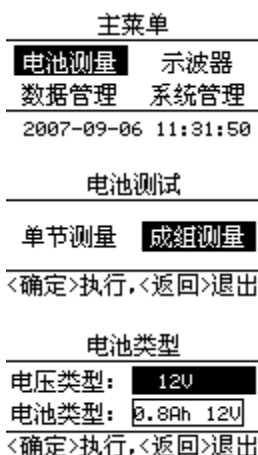 主菜单
电池测量 示波器
数据管理 系统管理
2007-09-06 11:31:50
电池测试
单节测量 成组测量
<确定>执行,<返回>退出
电池类型
电压类型: 12V
电池类型: 0.8Ah 12V
<确定>执行,<返回>退出